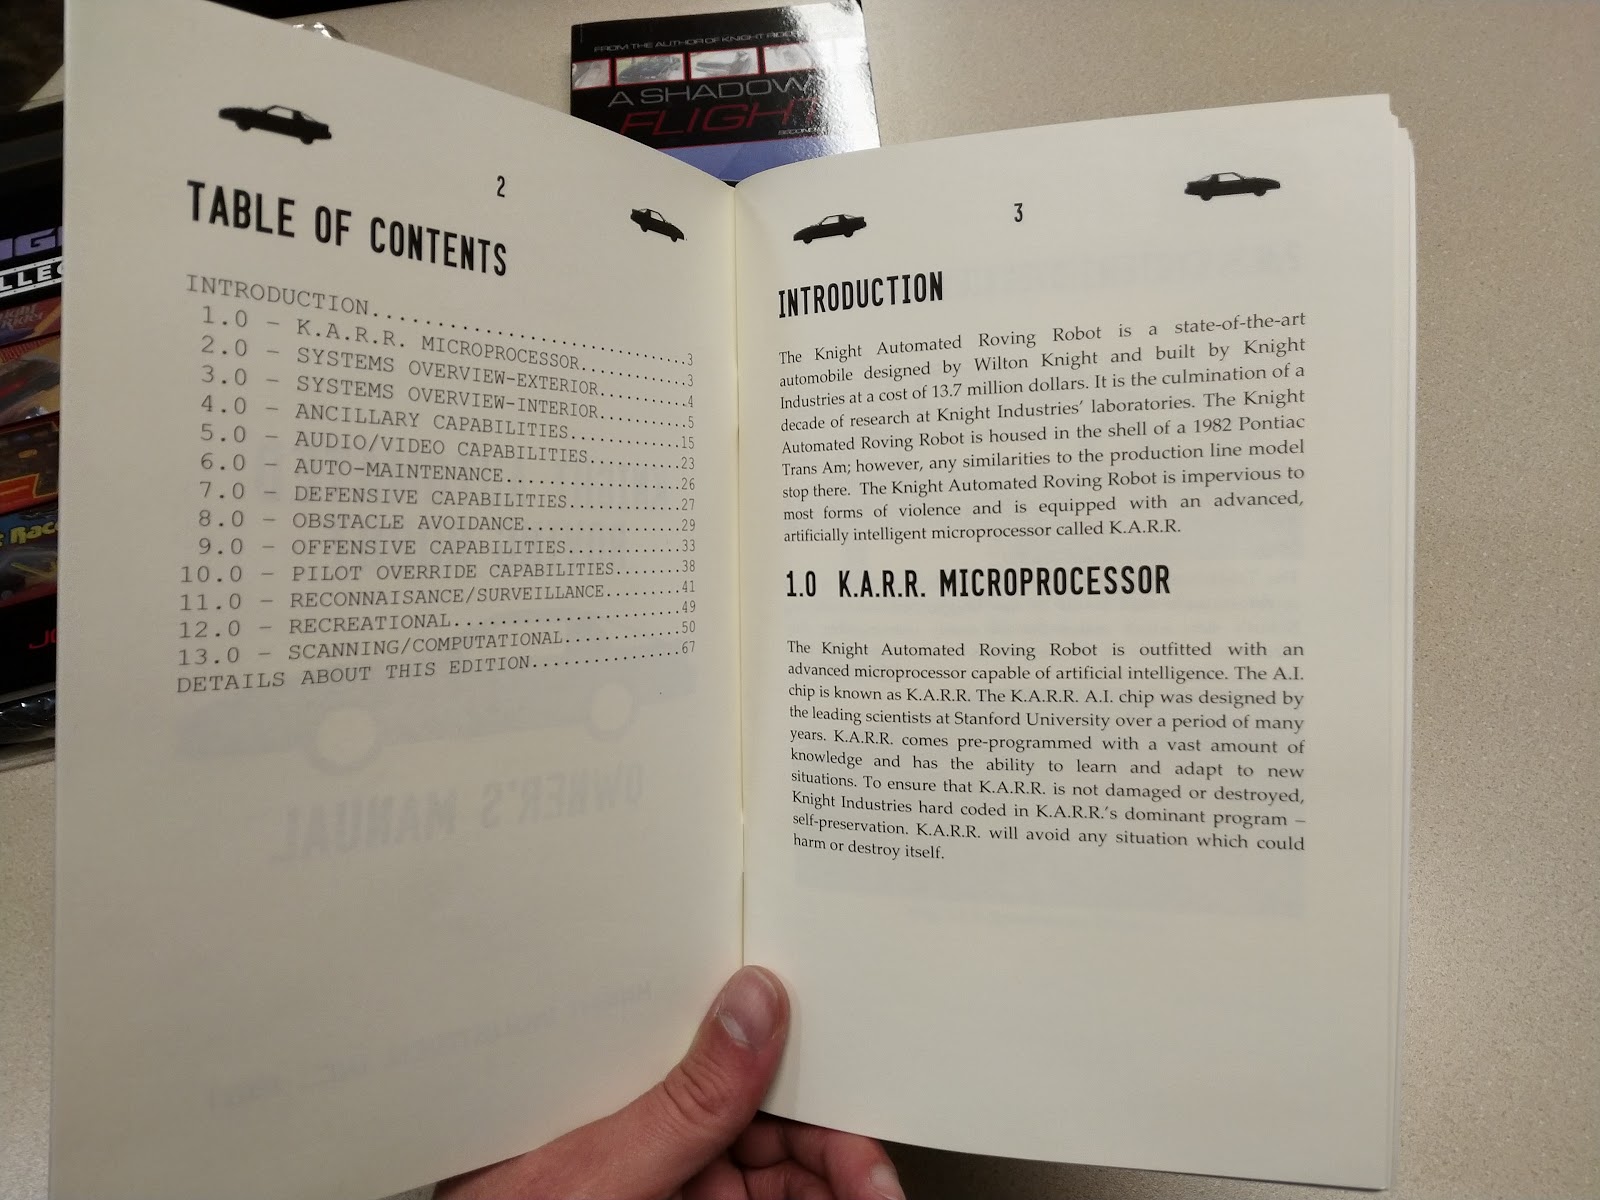 FROM THE AUTHOR OF KNIGHT
A SHADOW
FLIGHT
2
TABLE OF CONTENTS
INTRODUCTION..............................3
1.0 – K.A.R.R. MICROPROCESSOR............3
2.0 – SYSTEMS OVERVIEW-EXTERIOR.........4
3.0 – SYSTEMS OVERVIEW-INTERIOR.........5
4.0 – ANCILLARY CAPABILITIES...........15
5.0 – AUDIO/VIDEO CAPABILITIES.........23
6.0 – AUTO-MAINTENANCE.................26
7.0 – DEFENSIVE CAPABILITIES...........27
8.0 – OBSTACLE AVOIDANCE...............29
9.0 – OFFENSIVE CAPABILITIES...........33
10.0 – PILOT OVERRIDE CAPABILITIES.......38
11.0 – RECONNAISANCE/SURVEILLANCE........41
12.0 – RECREATIONAL.....................49
13.0 – SCANNING/COMPUTATIONAL...........50
DETAILS ABOUT THIS EDITION..............67
OWNER'S MANUAL
3
INTRODUCTION
The Knight Automated Roving Robot is a state-of-the-art
automobile designed by Wilton Knight and built by Knight
Industries at a cost of 13.7 million dollars. It is the culmination of a
decade of research at Knight Industries' laboratories. The Knight
Automated Roving Robot is housed in the shell of a 1982 Pontiac
Trans Am; however, any similarities to the production line model
stop there. The Knight Automated Roving Robot is impervious to
most forms of violence and is equipped with an advanced,
artificially intelligent microprocessor called K.A.R.R.
1.0 K.A.R.R. MICROPROCESSOR
The Knight Automated Roving Robot is outfitted with an
advanced microprocessor capable of artificial intelligence. The A.I.
chip is known as K.A.R.R. The K.A.R.R. A.I. chip was designed by
the leading scientists at Stanford University over a period of many
years. K.A.R.R. comes pre-programmed with a vast amount of
knowledge and has the ability to learn and adapt to new
situations. To ensure that K.A.R.R. is not damaged or destroyed,
Knight Industries hard coded in K.A.R.R.'s dominant program –
self-preservation. K.A.R.R. will avoid any situation which could
harm or destroy itself.